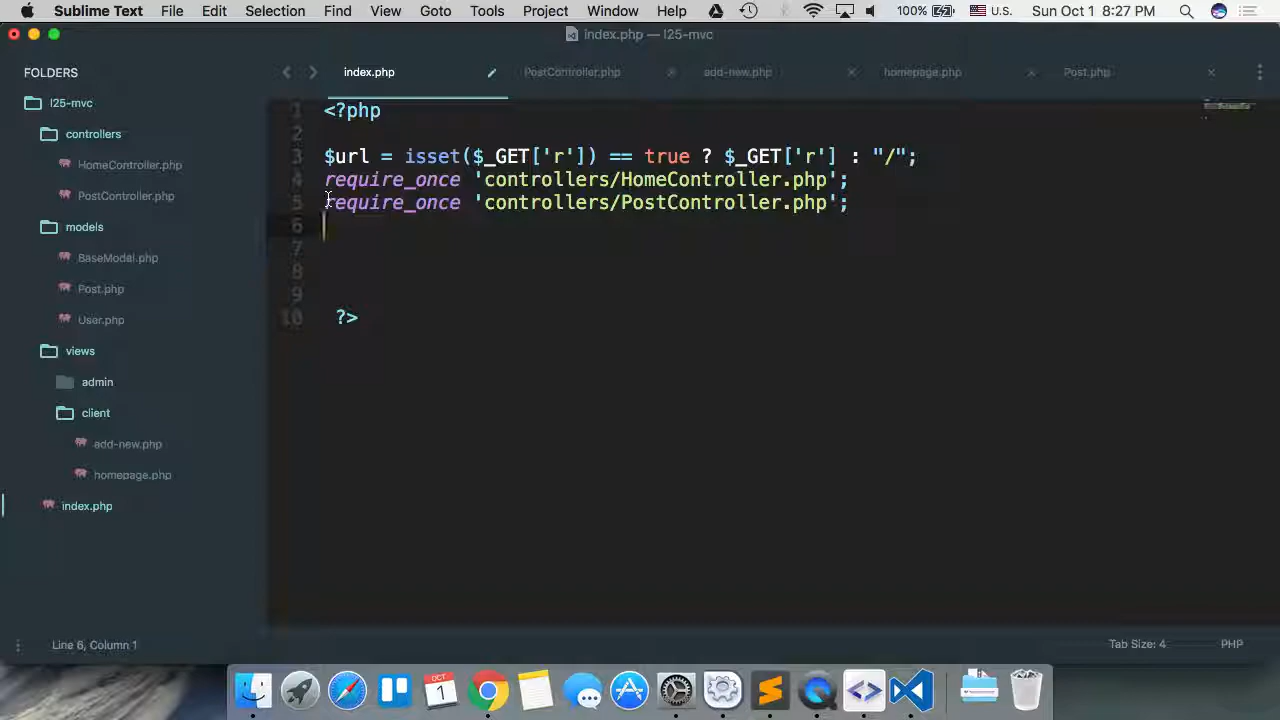 Sublime Text File Edit Selection Find View Goto Tools Project Window Help 100% U.S. Sun Oct 1 8:27 PM
index.php — l25-mvc
FOLDERS
l25-mvc
controllers
HomeController.php
PostController.php
models
BaseModal.php
Post.php
User.php
views
admin
client
add-new.php
homepage.php
index.php
index.php PostController.php add-new.php homepage.php Post.php
1 <?php
2
3 $url = isset($_GET['r']) == true ? $_GET['r'] : "/";
4 require_once 'controllers/HomeController.php';
5 require_once 'controllers/PostController.php';
6
7
8
9
10 ?>
Line 6, Column 1 Tab Size: 4 PHP
OCT
1